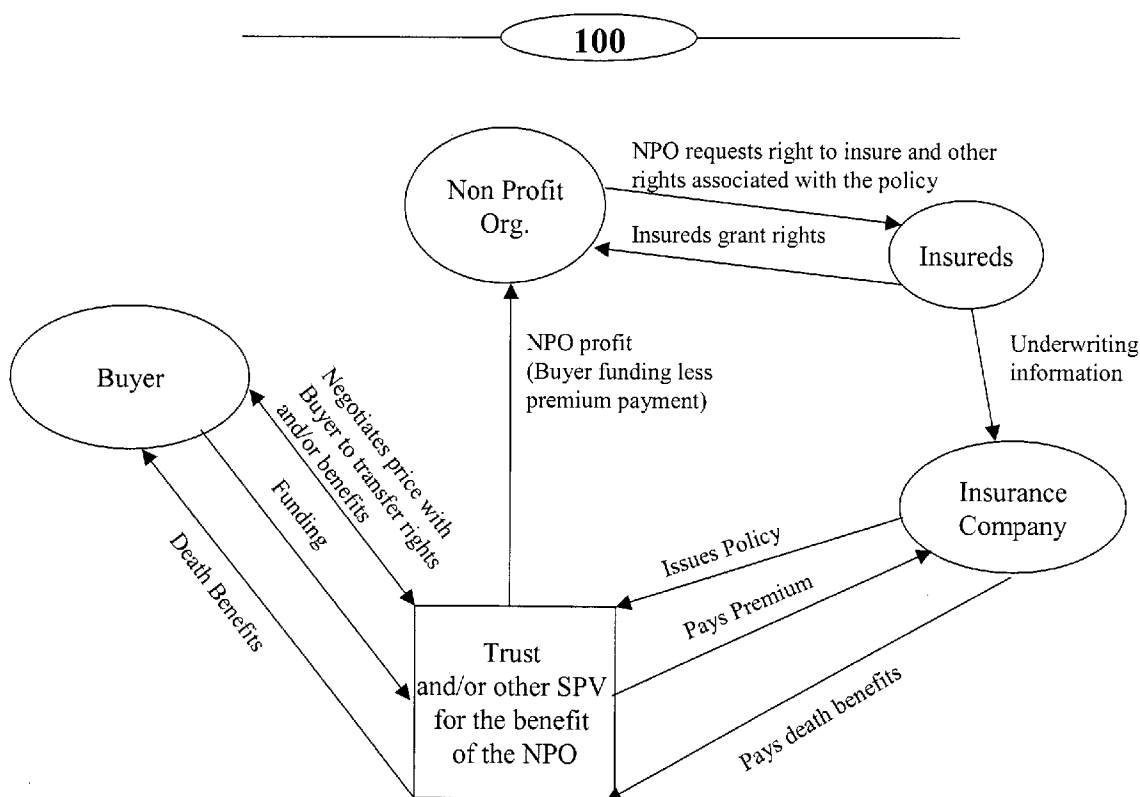 100
NPO requests right to insure and other
rights associated with the policy
Non Profit
Org.
Insureds grant rights
Insureds
NPO profit
(Buyer funding less
premium payment)
Underwriting
information
Buyer
Negotiates price with
Buyer to transfer rights
and/or benefits
Funding
Death Benefits
Insurance
Company
Issues Policy
Pays Premium
Pays death benefits
Trust
and/or other SPV
for the benefit
of the NPO